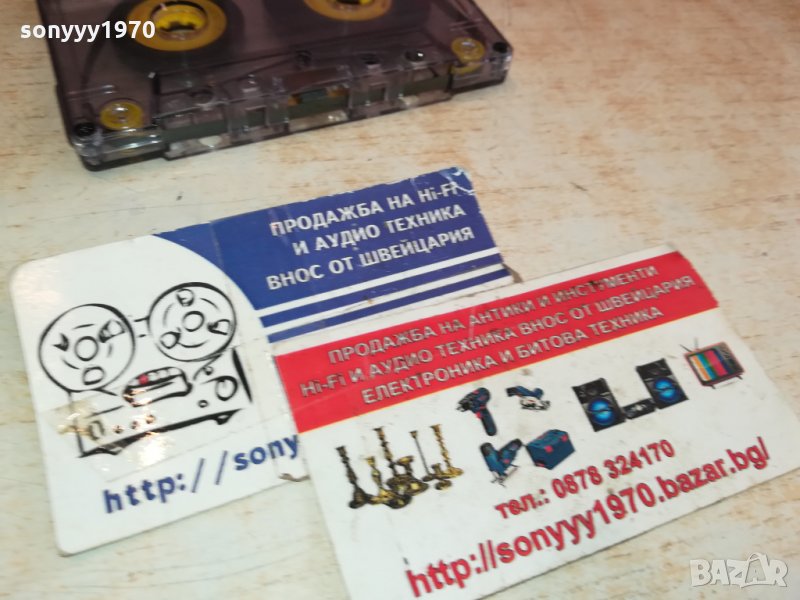 sonyyy1970
ПРОДАЖБА НА Hi-Fi
И АУДИО ТЕХНИКА
ВНОС ОТ ШВЕЙЦАРИЯ
http://sony
ПРОДАЖБА НА АНТИКИ И ИНСТРУМЕНТИ
Hi-Fi И АУДИО ТЕХНИКА ВНОС ОТ ШВЕЙЦАРИЯ
ЕЛЕКТРОНИКА И БИТОВА ТЕХНИКА
тел.: 0878 324170
http://sonyyy1970.bazar.bg/
BAZAR